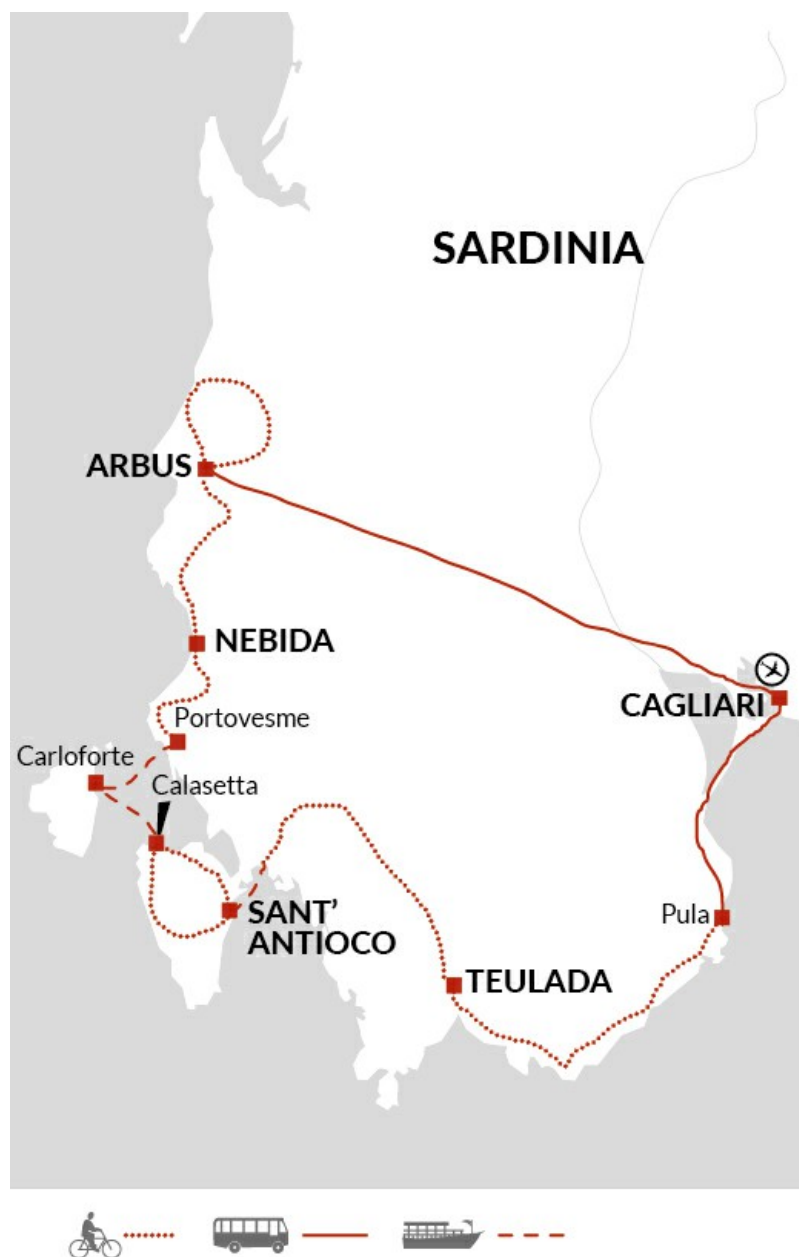 SARDINIA
ARBUS
NEBIDA
CAGLIARI
Portovesme
Carloforte
Calasetta
SANT'
ANTIOCO
Pula
TEULADA